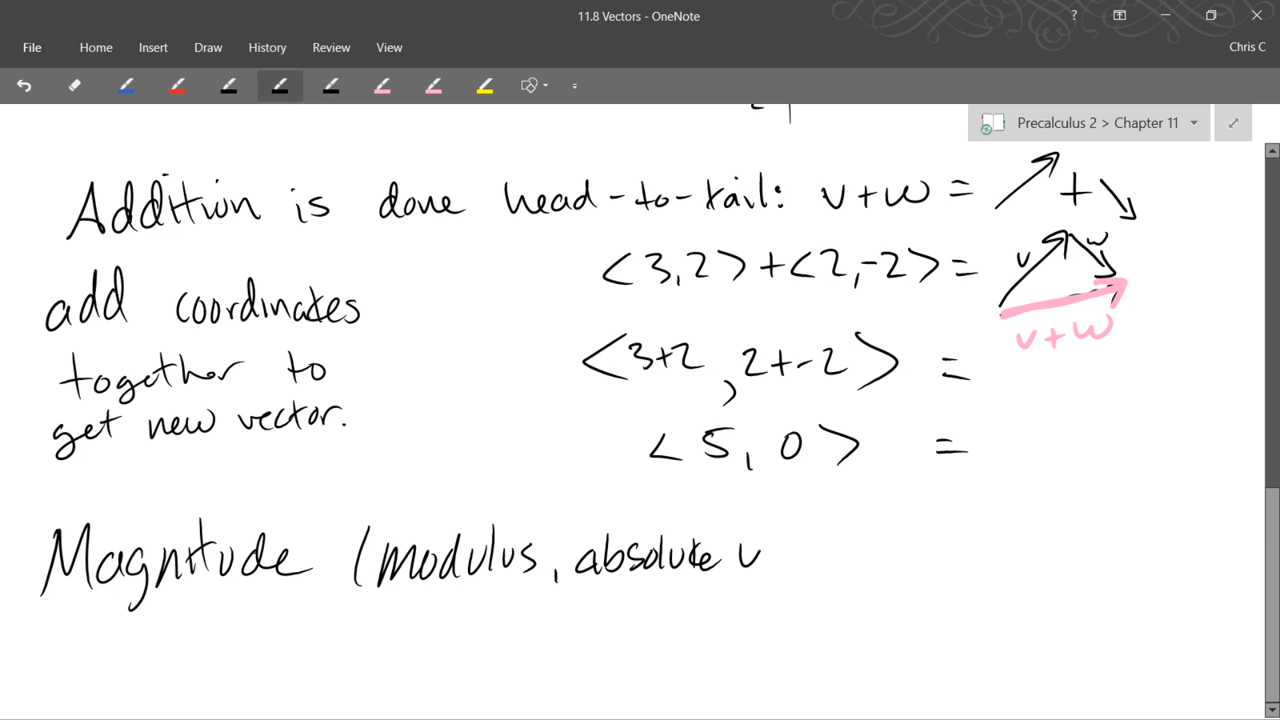 11.8 Vectors - OneNote
?
Chris C
File Home Insert Draw History Review View
Precalculus 2 > Chapter 11
Addition is done head-to-tail: v+w = +
<3,2>+<2,-2>= v w
v+w
add coordinates
together to
get new vector.
<3+2, 2+-2> =
<5, 0> =
Magnitude (modulus, absolute v